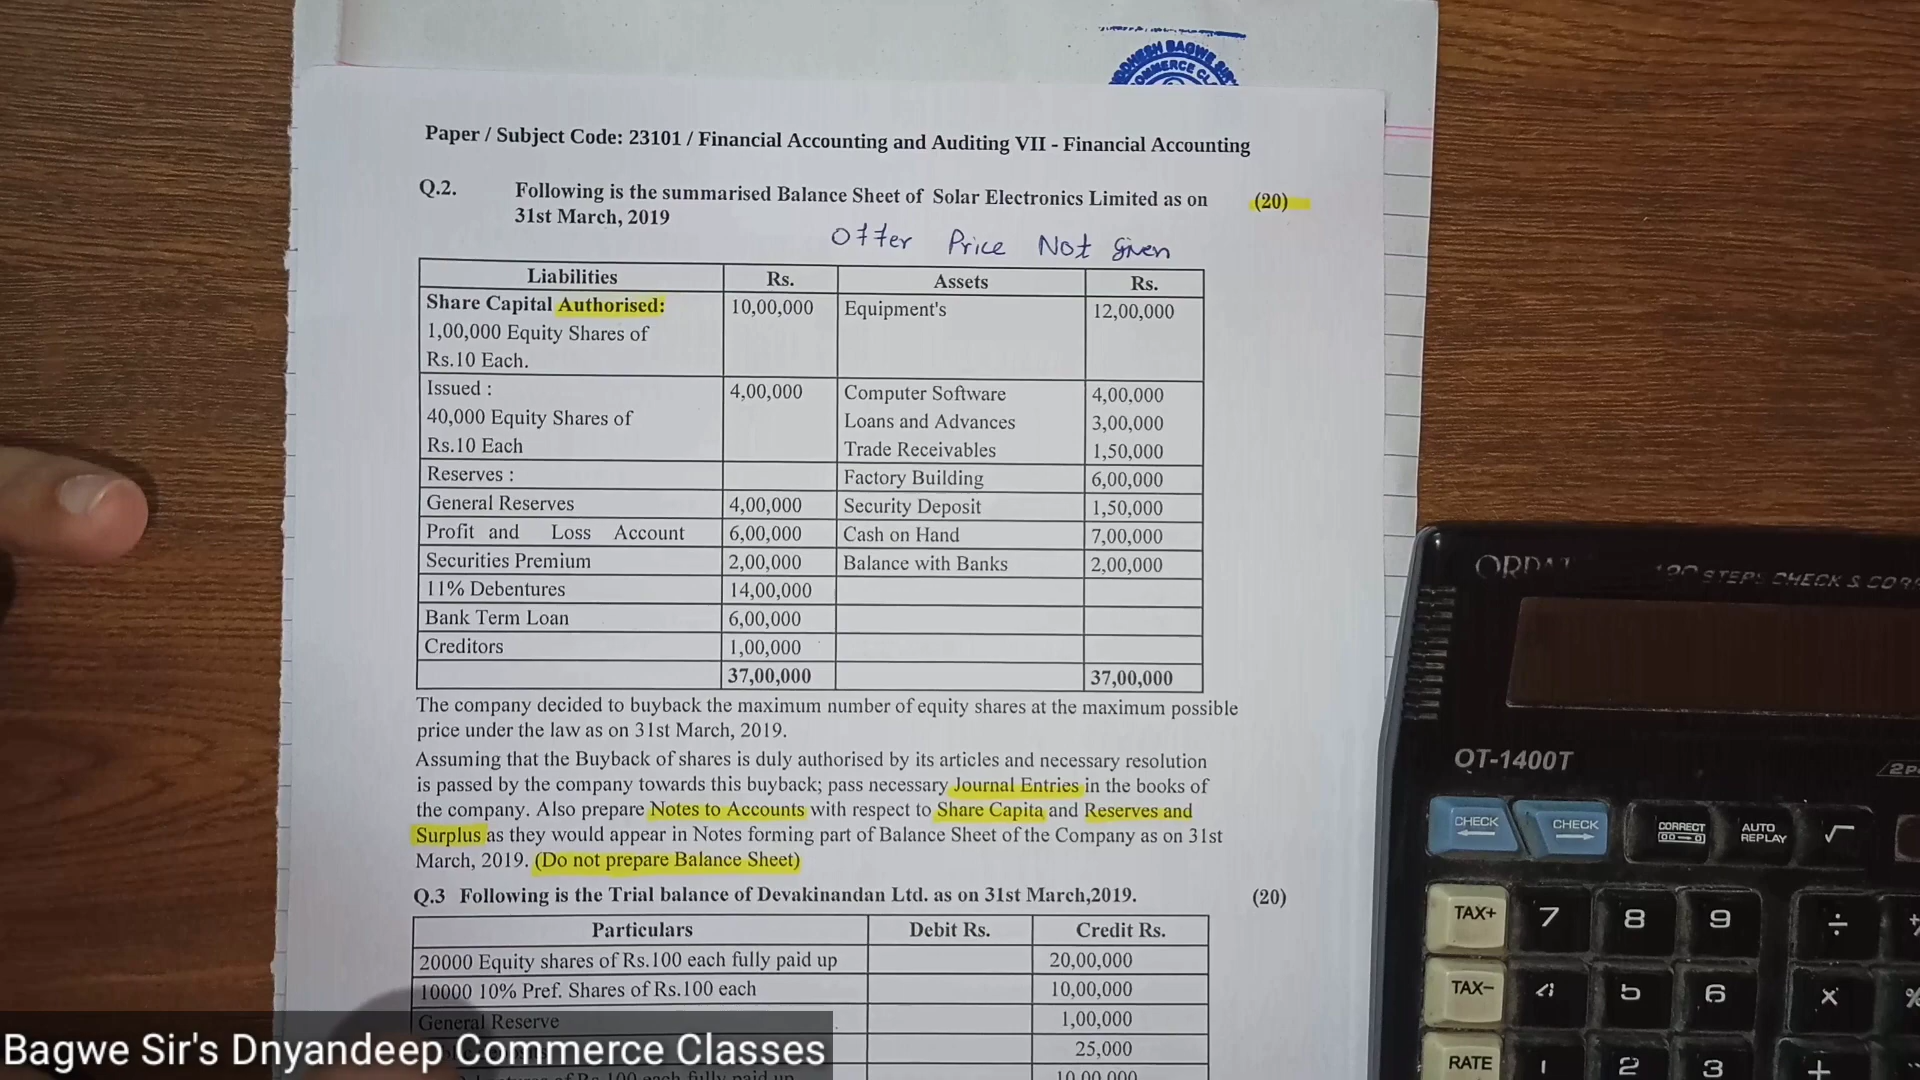 Paper / Subject Code: 23101 / Financial Accounting and Auditing VII - Financial Accounting
Q.2. Following is the summarised Balance Sheet of Solar Electronics Limited as on (20)
31st March, 2019
Offer Price Not Given
Liabilities Rs. Assets Rs.
Share Capital Authorised: 10,00,000 Equipment's 12,00,000
1,00,000 Equity Shares of
Rs.10 Each.
Issued : 4,00,000 Computer Software 4,00,000
40,000 Equity Shares of Loans and Advances 3,00,000
Rs.10 Each Trade Receivables 1,50,000
Reserves : Factory Building 6,00,000
General Reserves 4,00,000 Security Deposit 1,50,000
Profit and Loss Account 6,00,000 Cash on Hand 7,00,000
Securities Premium 2,00,000 Balance with Banks 2,00,000
11% Debentures 14,00,000
Bank Term Loan 6,00,000
Creditors 1,00,000
37,00,000 37,00,000
The company decided to buyback the maximum number of equity shares at the maximum possible
price under the law as on 31st March, 2019.
Assuming that the Buyback of shares is duly authorised by its articles and necessary resolution
is passed by the company towards this buyback; pass necessary Journal Entries in the books of
the company. Also prepare Notes to Accounts with respect to Share Capita and Reserves and
Surplus as they would appear in Notes forming part of Balance Sheet of the Company as on 31st
March, 2019. (Do not prepare Balance Sheet)
Q.3 Following is the Trial balance of Devakinandan Ltd. as on 31st March,2019. (20)
Particulars Debit Rs. Credit Rs.
20000 Equity shares of Rs.100 each fully paid up 20,00,000
10000 10% Pref. Shares of Rs.100 each 10,00,000
General Reserve 1,00,000
25,000
of Rs.100 each fully paid up 10,00,000
BAGWE SIR
COMMERCE
QT-1400T
CHECK CHECK CORRECT AUTO REPLAY √
TAX+ 7 8 9 ÷
TAX− 4 5 6 × %
RATE 1 2 3 +
Bagwe Sir's Dnyandeep Commerce Classes